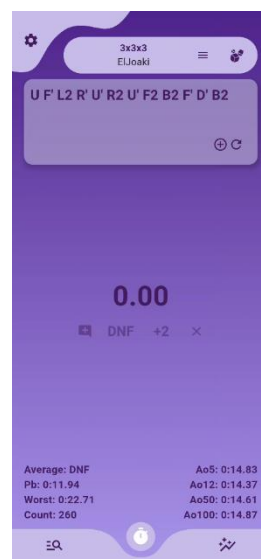 3x3x3
ElJoaki
U F' L2 R' U' R2 U' F2 B2 F' D' B2
0.00
DNF +2
Average: DNF
Pb: 0:11.94
Worst: 0:22.71
Count: 260
Ao5: 0:14.83
Ao12: 0:14.37
Ao50: 0:14.61
Ao100: 0:14.87